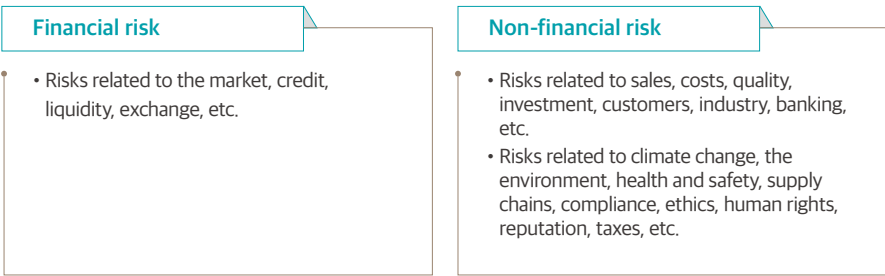 Financial risk
• Risks related to the market, credit,
liquidity, exchange, etc.
Non-financial risk
• Risks related to sales, costs, quality,
investment, customers, industry, banking,
etc.
• Risks related to climate change, the
environment, health and safety, supply
chains, compliance, ethics, human rights,
reputation, taxes, etc.